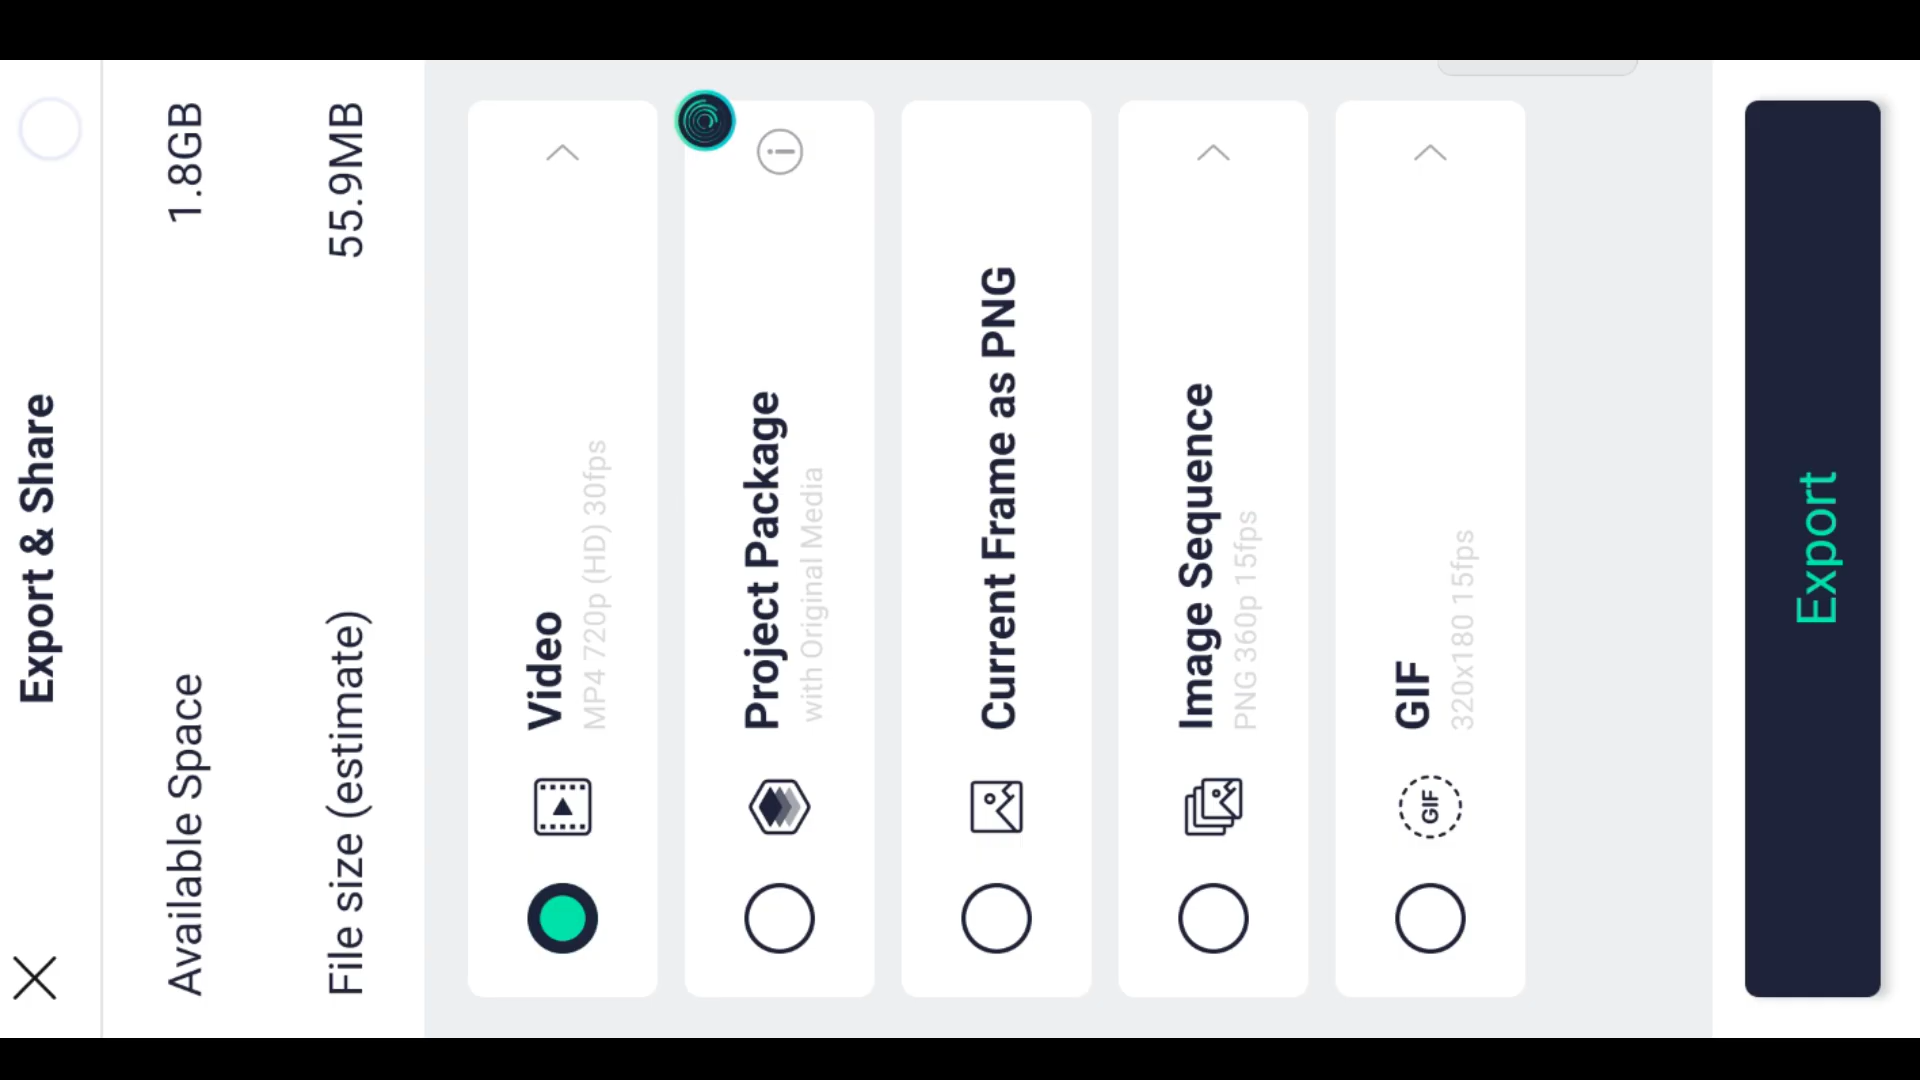 Export & Share
Available Space 1.8GB
File size (estimate) 55.9MB
Video
MP4 720p (HD) 30fps
Project Package
with Original Media
Current Frame as PNG
Image Sequence
PNG 360p 15fps
GIF
GIF
320x180 15fps
Export